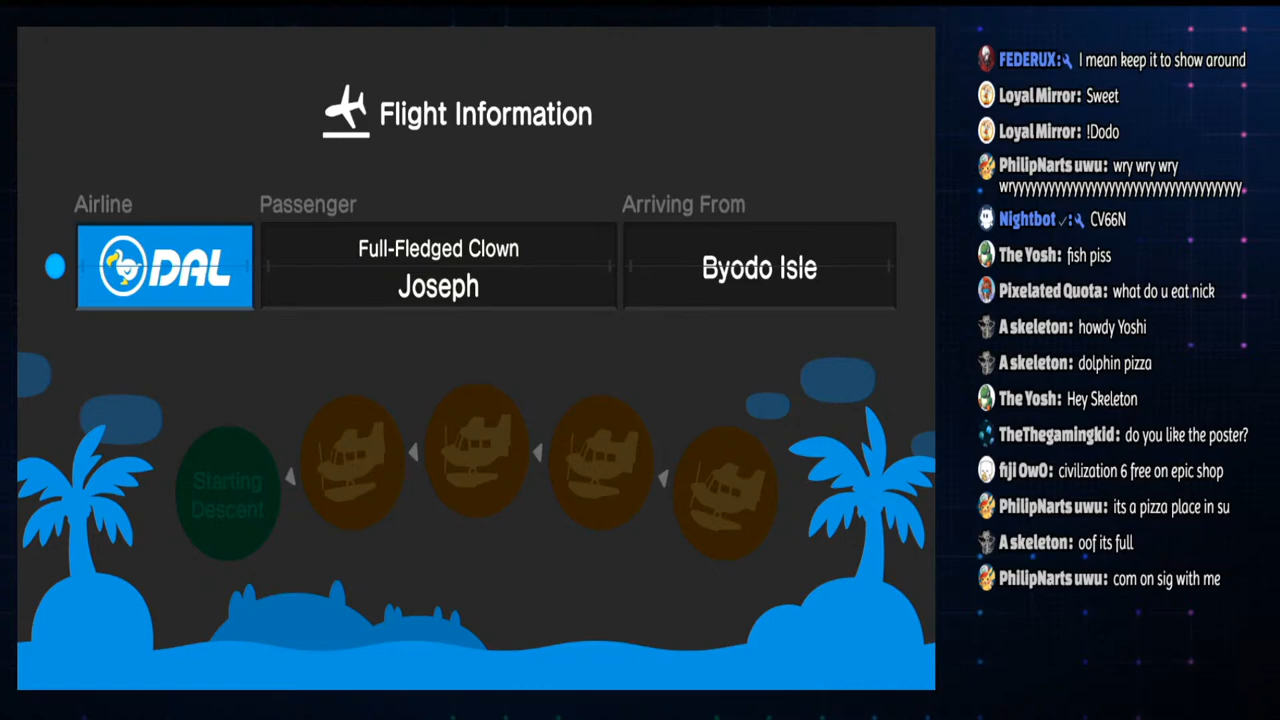 Flight Information
Airline
Passenger
Arriving From
DAL
Full-Fledged Clown
Joseph
Byodo Isle
Starting
Descent
FEDERUX: I mean keep it to show around
Loyal Mirror: Sweet
Loyal Mirror: !Dodo
PhilipNarts uwu: wry wry wry
wryyyyyyyyyyyyyyyyyyyyyyyyyyyyyyyyyyy
Nightbot: CV66N
The Yosh: fish piss
Pixelated Quota: what do u eat nick
A skeleton: howdy Yoshi
A skeleton: dolphin pizza
The Yosh: Hey Skeleton
TheThegamingkid: do you like the poster?
fiji OwO: civilization 6 free on epic shop
PhilipNarts uwu: its a pizza place in su
A skeleton: oof its full
PhilipNarts uwu: com on sig with me